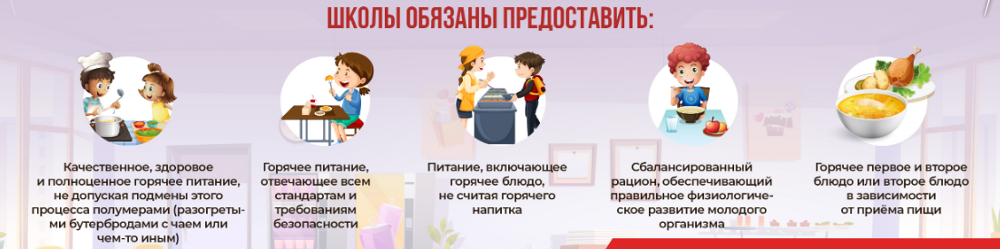 ШКОЛЫ ОБЯЗАНЫ ПРЕДОСТАВИТЬ:
Качественное, здоровое
и полноценное горячее питание,
не допуская подмены этого
процесса полумерами (разогреты-
ми бутербродами с чаем или
чем-то иным)
Горячее питание,
отвечающее всем
стандартам и
требованиям
безопасности
Питание, включающее
горячее блюдо,
не считая горячего
напитка
Сбалансированный
рацион, обеспечивающий
правильное физиологиче-
ское развитие молодого
организма
Горячее первое и второе
блюдо или второе блюдо
в зависимости
от приёма пищи